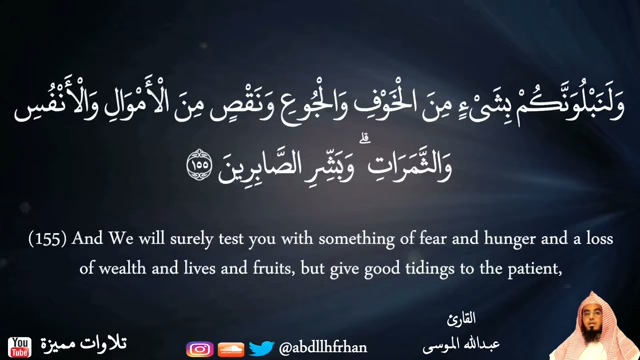 وَلَنَبْلُوَنَّكُمْ بِشَىْءٍ مِنَ الْخَوْفِ وَالْجُوعِ وَنَقْصٍ مِنَ الْأَمْوَالِ وَالْأَنْفُسِ
وَالثَّمَرَاتِ ۗ وَبَشِّرِ الصَّابِرِينَ ١٥٥
(155) And We will surely test you with something of fear and hunger and a loss
of wealth and lives and fruits, but give good tidings to the patient,
القارئ
عبدالله الموسى
You Tube تلاوات مميزة
@abdllhfrhan